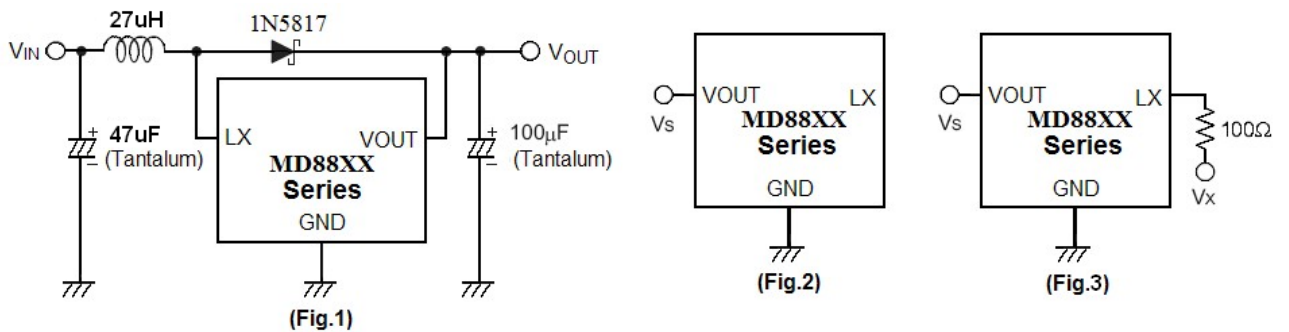 27uH
1N5817
VIN
VOUT
+
47uF
−
(Tantalum)
LX
VOUT
MD88XX
Series
GND
+
100μF
−
(Tantalum)
(Fig.1)
VOUT
LX
Vs
MD88XX
Series
GND
(Fig.2)
VOUT
LX
Vs
MD88XX
Series
100Ω
GND
Vx
(Fig.3)